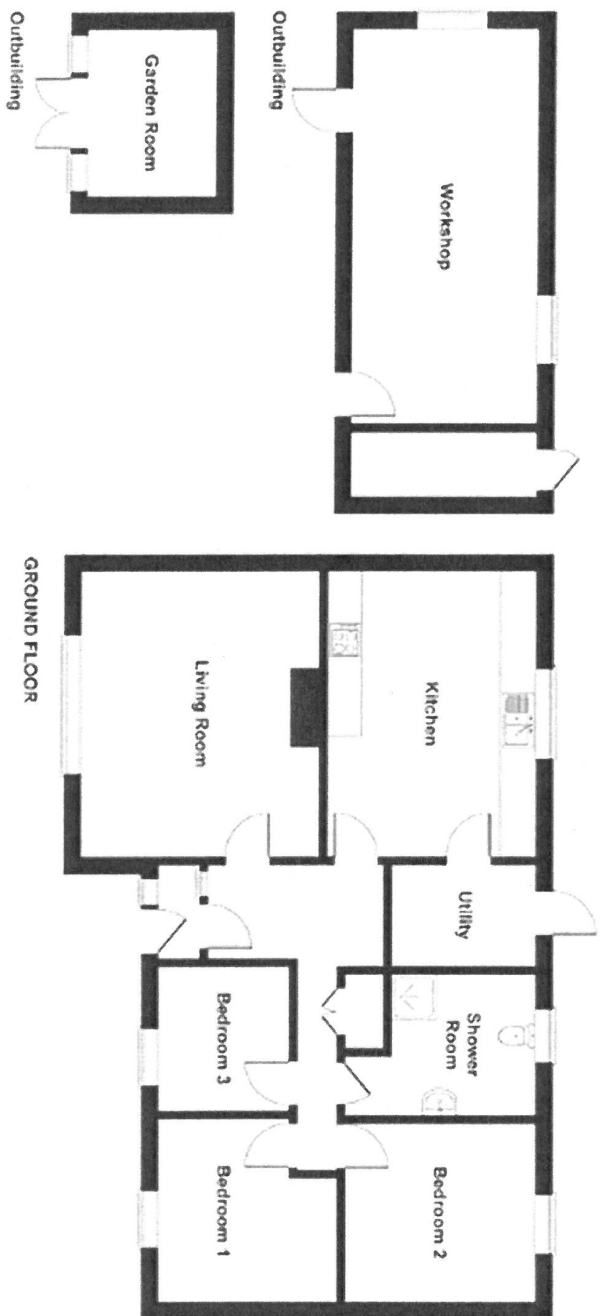 Kitchen
Utility
Shower
Room
Bedroom 2
Living Room
Bedroom 3
Bedroom 1
GROUND FLOOR
Workshop
Outbuilding
Garden Room
Outbuilding